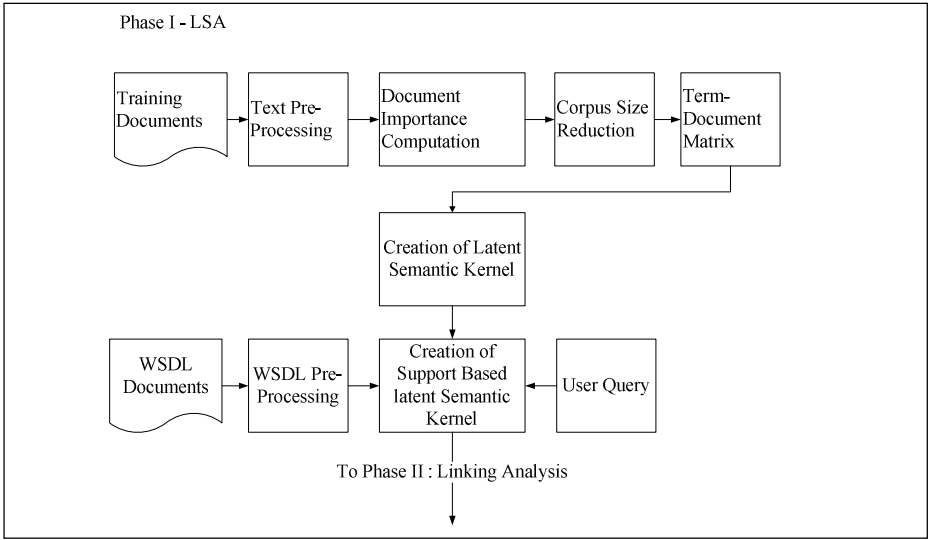 Phase I - LSA
Training
Documents
Text Pre-
Processing
Document
Importance
Computation
Corpus Size
Reduction
Term-
Document
Matrix
Creation of Latent
Semantic Kernel
WSDL
Documents
WSDL Pre-
Processing
Creation of
Support Based
latent Semantic
Kernel
User Query
To Phase II : Linking Analysis